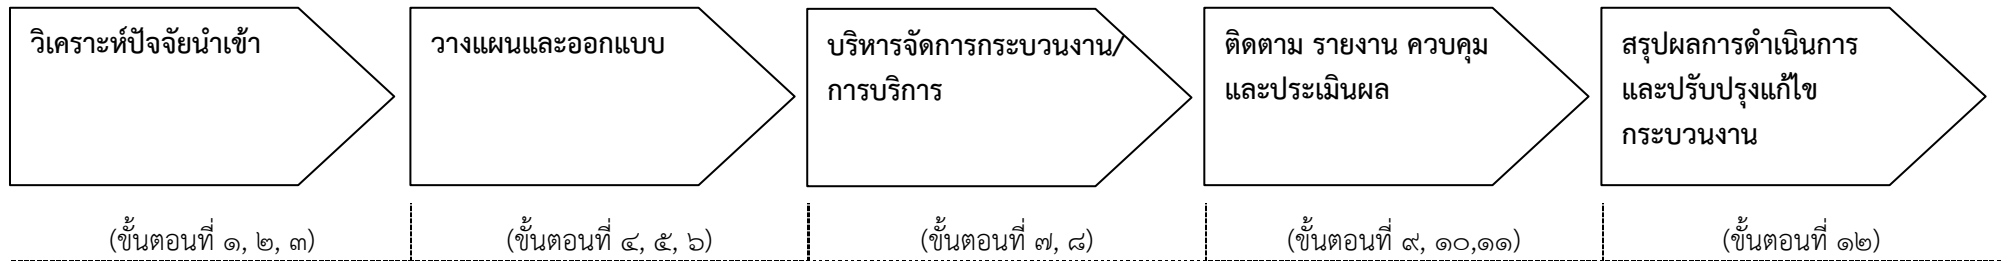 วิเคราะห์ปัจจัยนำเข้า
วางแผนและออกแบบ
บริหารจัดการกระบวนงาน/
การบริการ
ติดตาม รายงาน ควบคุม
และประเมินผล
สรุปผลการดำเนินการ
และปรับปรุงแก้ไข
กระบวนงาน
(ขั้นตอนที่ ๑, ๒, ๓)
(ขั้นตอนที่ ๔, ๕, ๖)
(ขั้นตอนที่ ๗, ๘)
(ขั้นตอนที่ ๙, ๑๐,๑๑)
(ขั้นตอนที่ ๑๒)